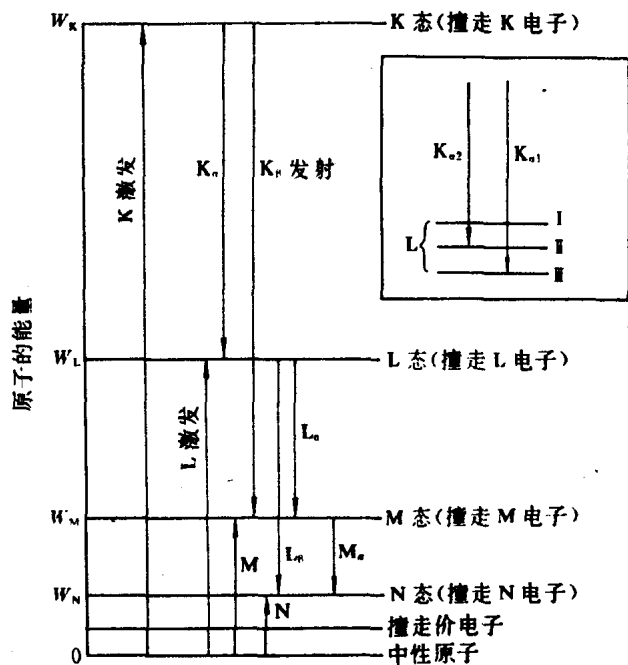 W_K
K 态(撞走 K 电子)
K 激发
K_α
K_β 发射
K_α2
K_α1
L
Ⅰ
Ⅱ
Ⅲ
原子的能量
W_L
L 态(撞走 L 电子)
L 激发
L_α
W_M
M 态(撞走 M 电子)
M
L_β
M_α
W_N
N 态(撞走 N 电子)
N
撞走价电子
0
中性原子